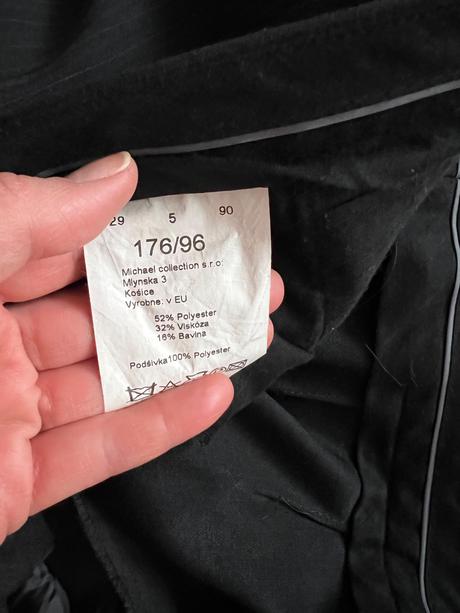 29 5 90
176/96
Michael collection s.r.o.
Mlynska 3
Košice
Vyrobne: v EU
52% Polyester
32% Viskóza
16% Bavlna
Podšívka100% Polyester